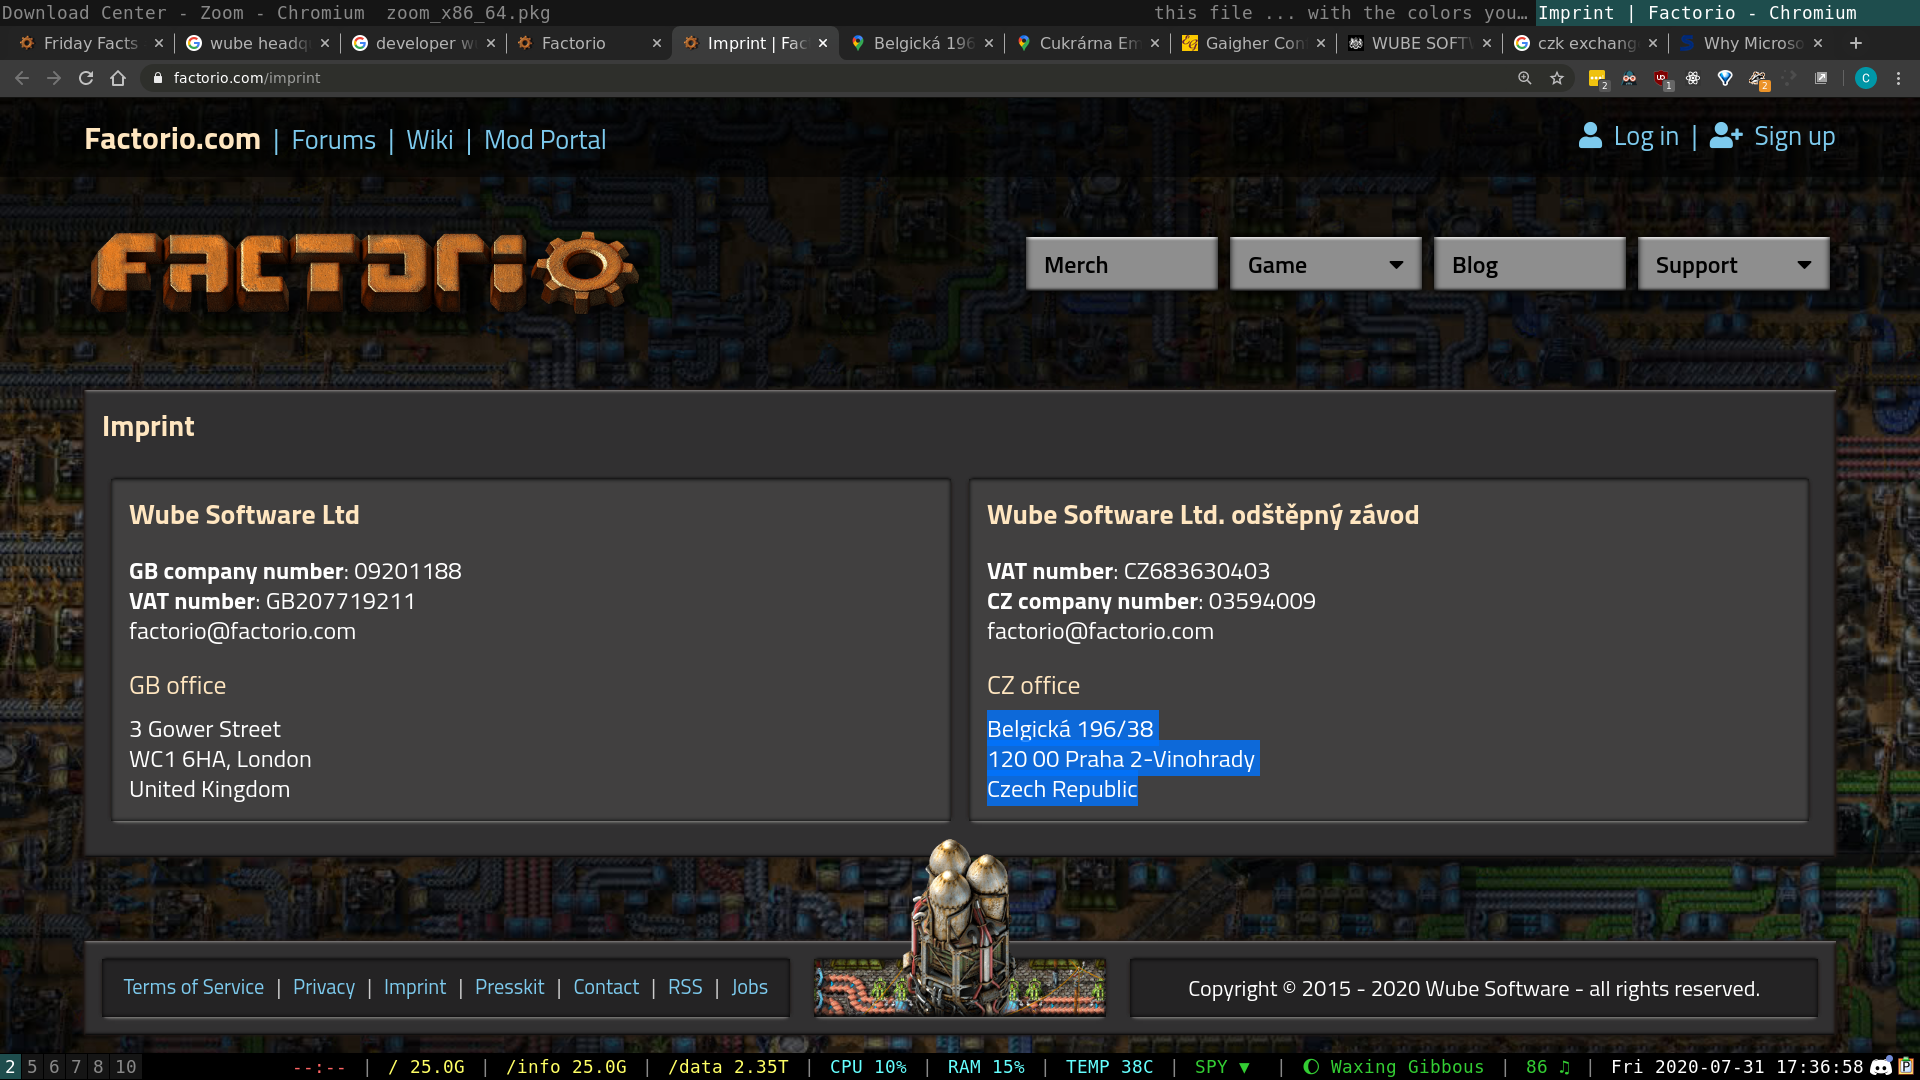 Download Center - Zoom - Chromium zoom_x86_64.pkg this file ... with the colors you… Imprint | Factorio - Chromium
Friday Facts wube headq developer w Factorio Imprint | Fac Belgická 196 Cukrárna Em Gaigher Con WUBE SOFTW czk exchang Why Microso
factorio.com/imprint 2 1 2 C
Factorio.com | Forums | Wiki | Mod Portal Log in | Sign up
FACTORIO
Merch Game Blog Support
Imprint
Wube Software Ltd
GB company number: 09201188
VAT number: GB207719211
factorio@factorio.com
GB office
3 Gower Street
WC1 6HA, London
United Kingdom
Wube Software Ltd. odštěpný závod
VAT number: CZ683630403
CZ company number: 03594009
factorio@factorio.com
CZ office
Belgická 196/38
120 00 Praha 2-Vinohrady
Czech Republic
Terms of Service | Privacy | Imprint | Presskit | Contact | RSS | Jobs
Copyright © 2015 - 2020 Wube Software - all rights reserved.
2 5 6 7 8 10 --:-- | / 25.0G | /info 25.0G | /data 2.35T | CPU 10% | RAM 15% | TEMP 38C | SPY ▼ | Waxing Gibbous | 86 ♫ | Fri 2020-07-31 17:36:58